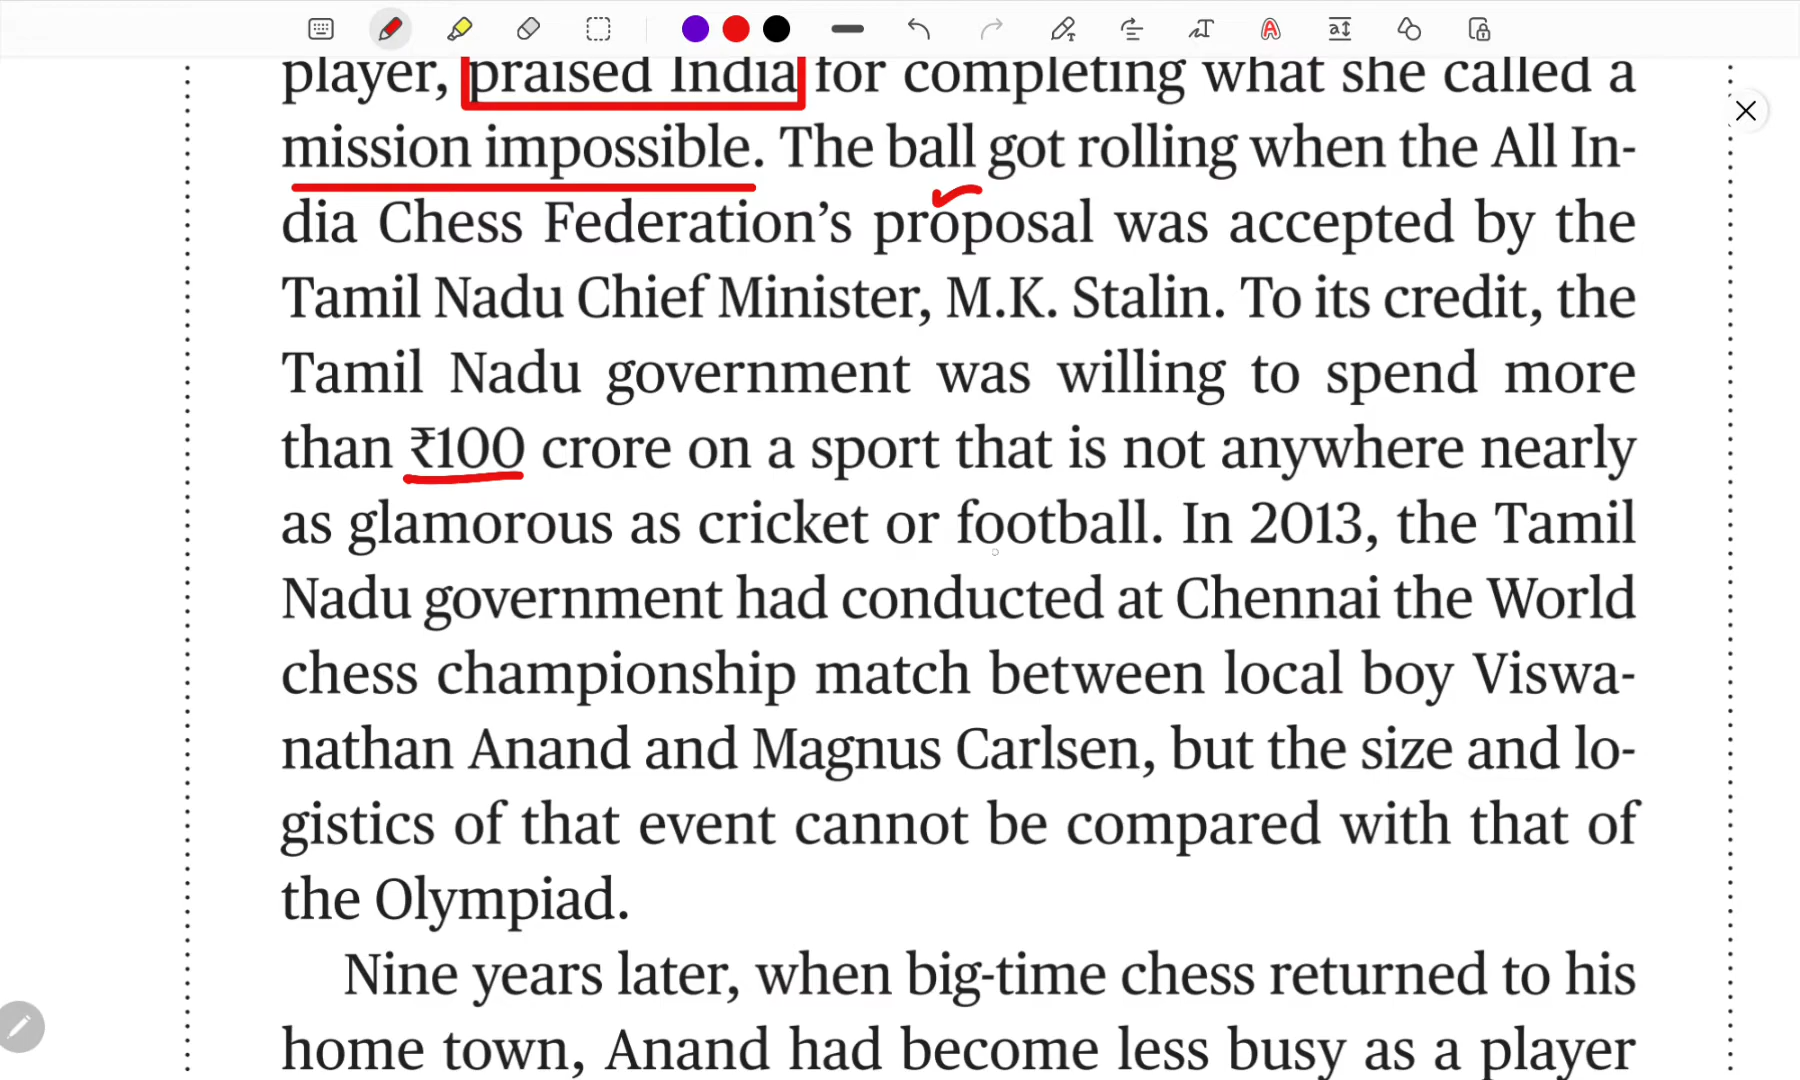 player, praised India for completing what she called a
mission impossible. The ball got rolling when the All In-
dia Chess Federation’s proposal was accepted by the
Tamil Nadu Chief Minister, M.K. Stalin. To its credit, the
Tamil Nadu government was willing to spend more
than ₹100 crore on a sport that is not anywhere nearly
as glamorous as cricket or football. In 2013, the Tamil
Nadu government had conducted at Chennai the World
chess championship match between local boy Viswa-
nathan Anand and Magnus Carlsen, but the size and lo-
gistics of that event cannot be compared with that of
the Olympiad.
Nine years later, when big-time chess returned to his
home town, Anand had become less busy as a player